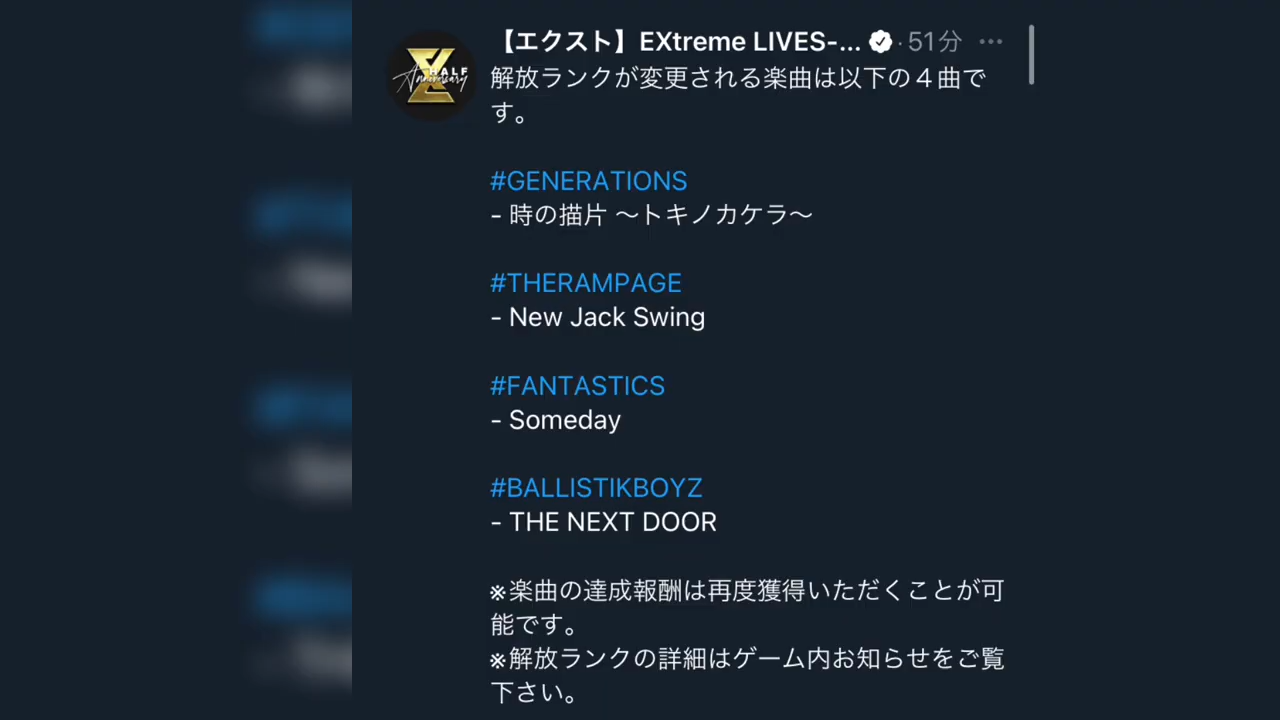 【エクスト】EXtreme LIVES-... · 51分
解放ランクが変更される楽曲は以下の４曲で
す。
#GENERATIONS
- 時の描片 〜トキノカケラ〜
#THERAMPAGE
- New Jack Swing
#FANTASTICS
- Someday
#BALLISTIKBOYZ
- THE NEXT DOOR
※楽曲の達成報酬は再度獲得いただくことが可
能です。
※解放ランクの詳細はゲーム内お知らせをご覧
下さい。
HALF
Anniversary